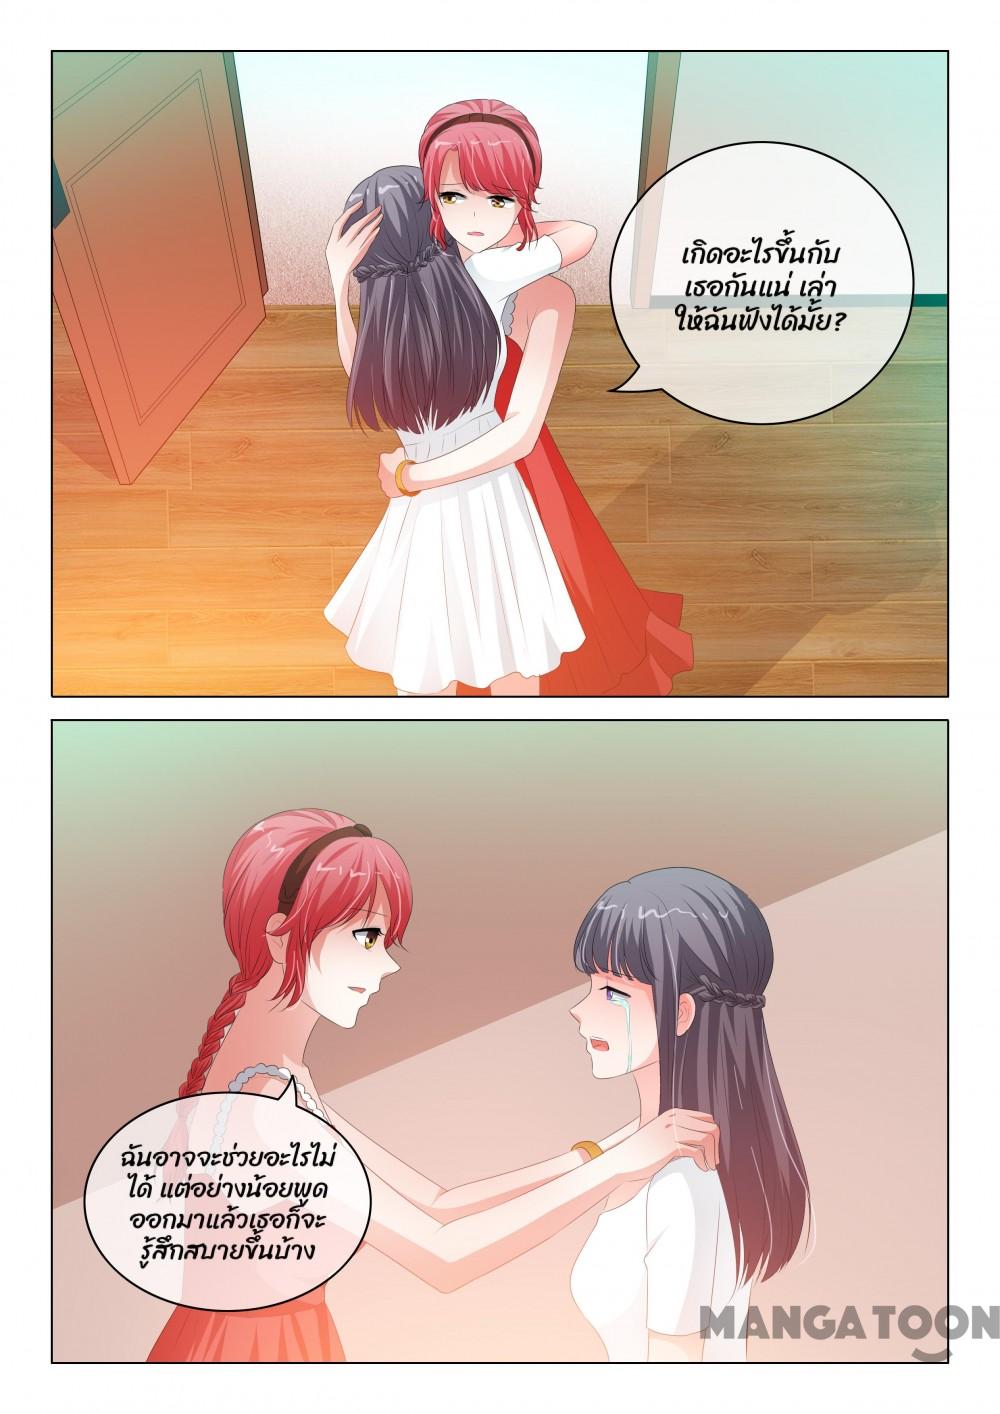 เกิดอะไรขึ้นกับ
เธอกันแน่ เล่า
ให้ฉันฟังได้มั้ย?
ฉันอาจจะช่วยอะไรไม่
ได้ แต่อย่างน้อยพูด
ออกมาแล้วเธอก็จะ
รู้สึกสบายขึ้นบ้าง
MANGA TOON